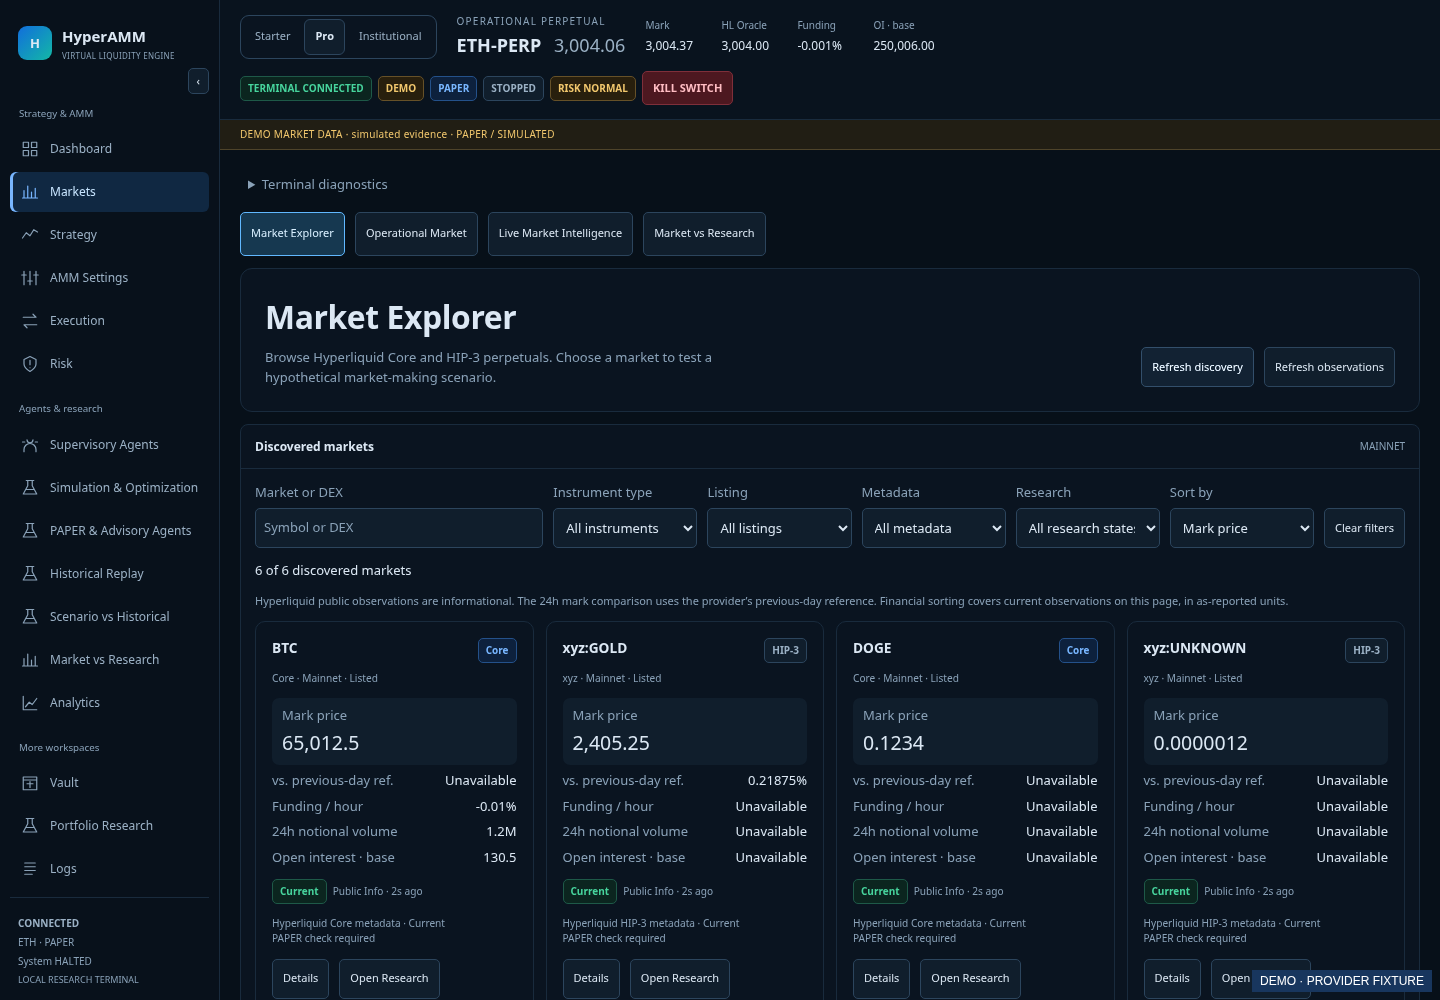 H
HyperAMM
VIRTUAL LIQUIDITY ENGINE
‹
Strategy & AMM
Dashboard
Markets
Strategy
AMM Settings
Execution
Risk
Agents & research
Supervisory Agents
Simulation & Optimization
PAPER & Advisory Agents
Historical Replay
Scenario vs Historical
Market vs Research
Analytics
More workspaces
Vault
Portfolio Research
Logs
CONNECTED
ETH · PAPER
System HALTED
LOCAL RESEARCH TERMINAL
Starter Pro Institutional
OPERATIONAL PERPETUAL
ETH-PERP 3,004.06
Mark HL Oracle Funding OI · base
3,004.37 3,004.00 -0.001% 250,006.00
TERMINAL CONNECTED DEMO PAPER STOPPED RISK NORMAL KILL SWITCH
DEMO MARKET DATA · simulated evidence · PAPER / SIMULATED
▶ Terminal diagnostics
Market Explorer Operational Market Live Market Intelligence Market vs Research
Market Explorer
Browse Hyperliquid Core and HIP-3 perpetuals. Choose a market to test a
hypothetical market-making scenario.
Refresh discovery Refresh observations
Discovered markets MAINNET
Market or DEX Instrument type Listing Metadata Research Sort by
Symbol or DEX All instruments All listings All metadata All research states Mark price Clear filters
6 of 6 discovered markets
Hyperliquid public observations are informational. The 24h mark comparison uses the provider's previous-day reference. Financial sorting covers current observations on this page, in as-reported units.
BTC Core
Core · Mainnet · Listed
Mark price
65,012.5
vs. previous-day ref. Unavailable
Funding / hour -0.01%
24h notional volume 1.2M
Open interest · base 130.5
Current Public Info · 2s ago
Hyperliquid Core metadata · Current
PAPER check required
Details Open Research
xyz:GOLD HIP-3
xyz · Mainnet · Listed
Mark price
2,405.25
vs. previous-day ref. 0.21875%
Funding / hour Unavailable
24h notional volume Unavailable
Open interest · base Unavailable
Current Public Info · 2s ago
Hyperliquid HIP-3 metadata · Current
PAPER check required
Details Open Research
DOGE Core
Core · Mainnet · Listed
Mark price
0.1234
vs. previous-day ref. Unavailable
Funding / hour Unavailable
24h notional volume Unavailable
Open interest · base Unavailable
Current Public Info · 2s ago
Hyperliquid Core metadata · Current
PAPER check required
Details Open Research
xyz:UNKNOWN HIP-3
xyz · Mainnet · Listed
Mark price
0.0000012
vs. previous-day ref. Unavailable
Funding / hour Unavailable
24h notional volume Unavailable
Open interest · base Unavailable
Current Public Info · 2s ago
Hyperliquid HIP-3 metadata · Current
PAPER check required
Details Open
DEMO · PROVIDER FIXTURE